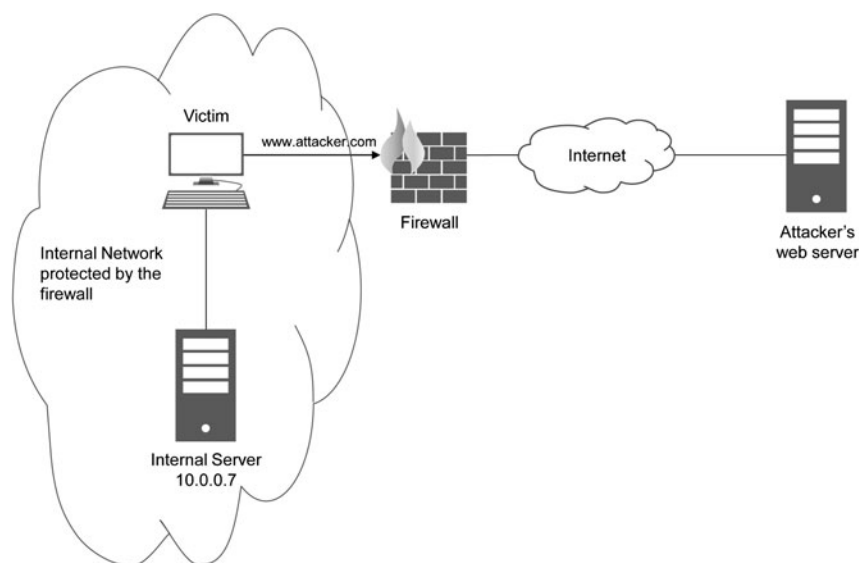 Victim
www.attacker.com
Internet
Firewall
Attacker's
web server
Internal Network
protected by the
firewall
Internal Server
10.0.0.7